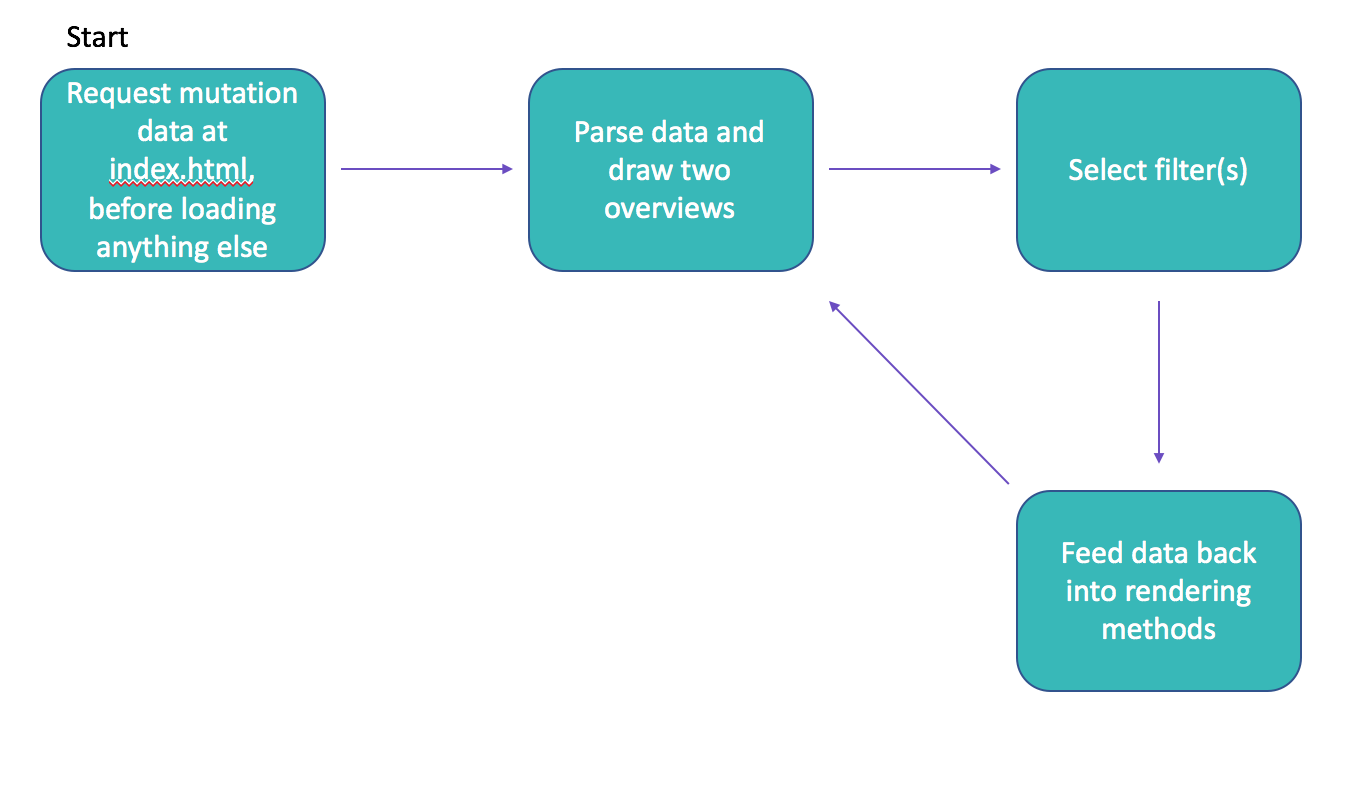 Start
Request mutation
data at
index.html,
before loading
anything else
Parse data and
draw two
overviews
Select filter(s)
Feed data back
into rendering
methods